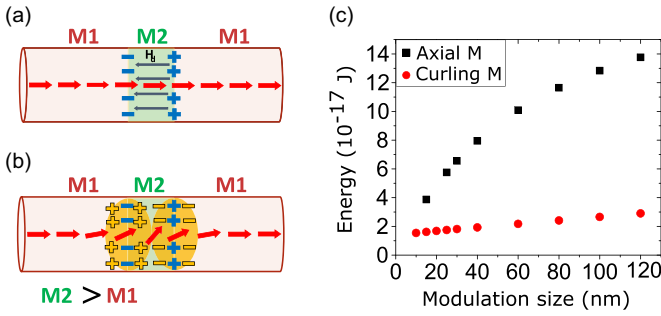 (a)
M1 M2 M1
Hd
(b)
M1 M2 M1
M2 > M1
(c)
Energy (10⁻¹⁷ J)
14
12
10
8
6
4
2
0
Axial M
Curling M
0 20 40 60 80 100 120
Modulation size (nm)